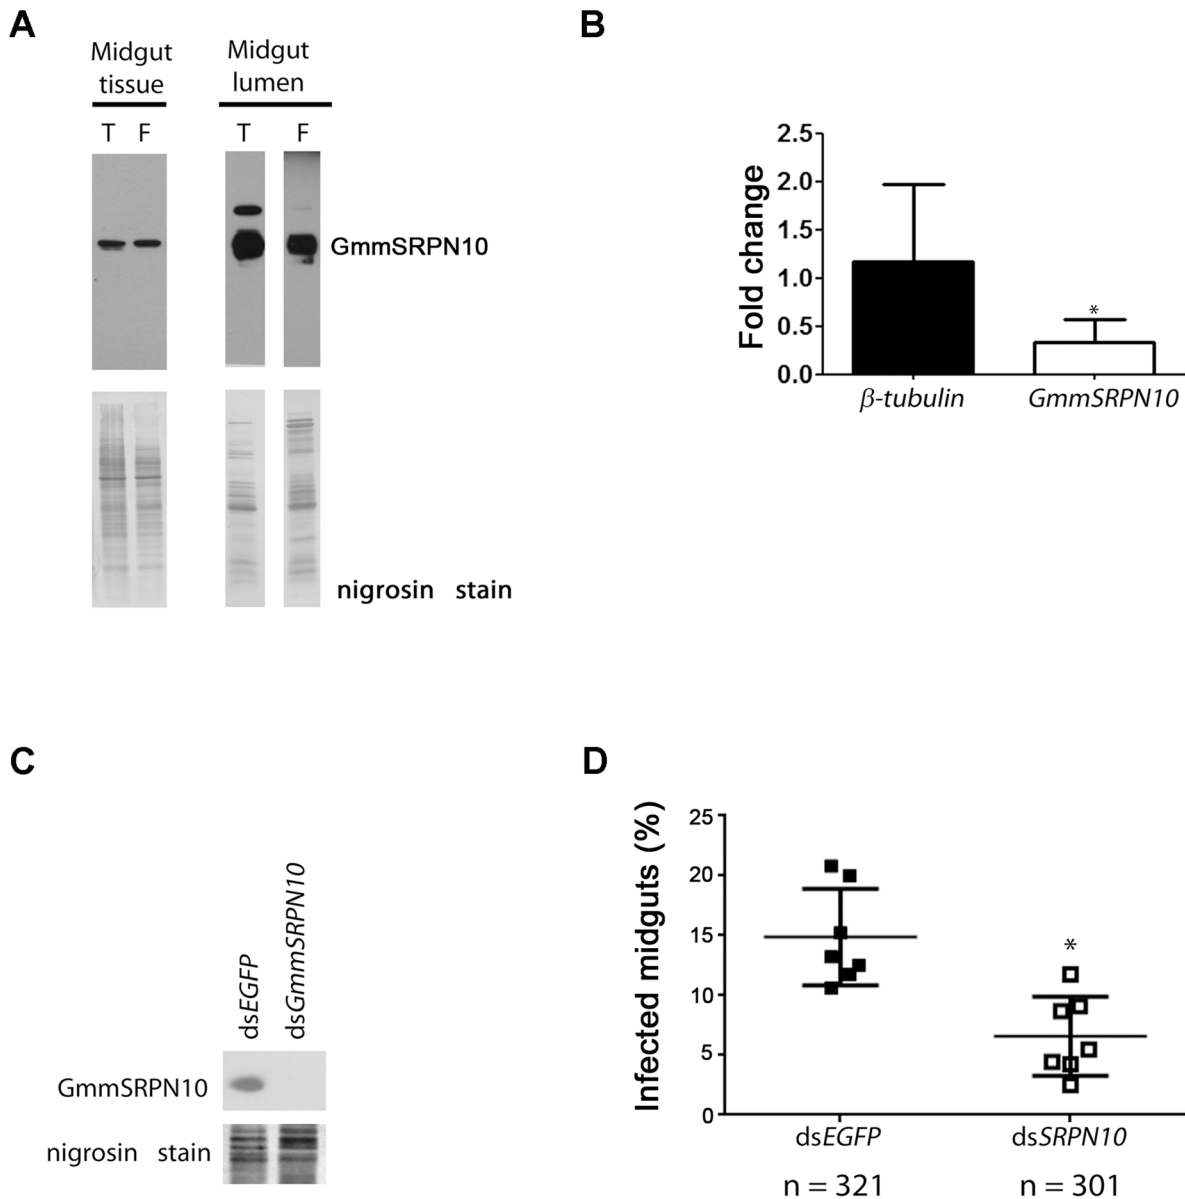 A
Midgut tissue
Midgut lumen
T F
T F
GmmSRPN10
nigrosin stain
B
Fold change
2.5
2.0
1.5
1.0
0.5
0.0
*
β-tubulin
GmmSRPN10
C
dsEGFP
dsGmmSRPN10
GmmSRPN10
nigrosin stain
D
Infected midguts (%)
25
20
15
10
5
0
*
dsEGFP
dsSRPN10
n = 321
n = 301